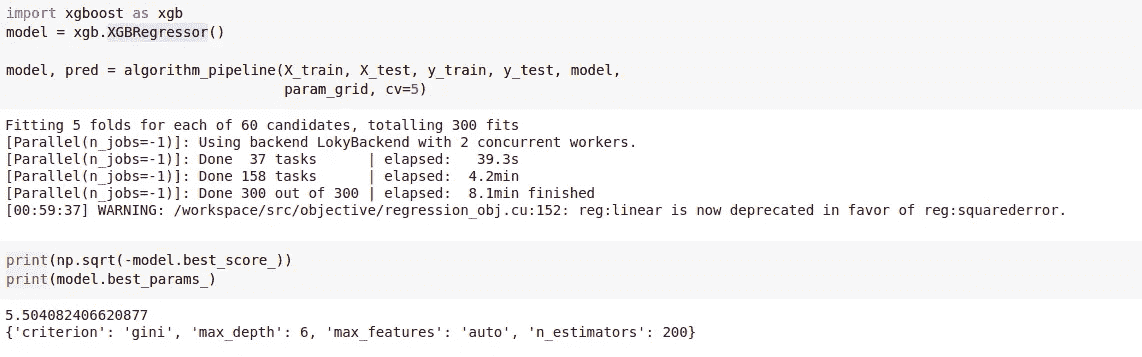 import xgboost as xgb
model = xgb.XGBRegressor()
model, pred = algorithm_pipeline(X_train, X_test, y_train, y_test, model,
param_grid, cv=5)
Fitting 5 folds for each of 60 candidates, totalling 300 fits
[Parallel(n_jobs=-1)]: Using backend LokyBackend with 2 concurrent workers.
[Parallel(n_jobs=-1)]: Done  37 tasks      | elapsed:   39.3s
[Parallel(n_jobs=-1)]: Done 158 tasks      | elapsed:  4.2min
[Parallel(n_jobs=-1)]: Done 300 out of 300 | elapsed:  8.1min finished
[00:59:37] WARNING: /workspace/src/objective/regression_obj.cu:152: reg:linear is now deprecated in favor of reg:squarederror.
print(np.sqrt(-model.best_score_))
print(model.best_params_)
5.504082406620877
{'criterion': 'gini', 'max_depth': 6, 'max_features': 'auto', 'n_estimators': 200}